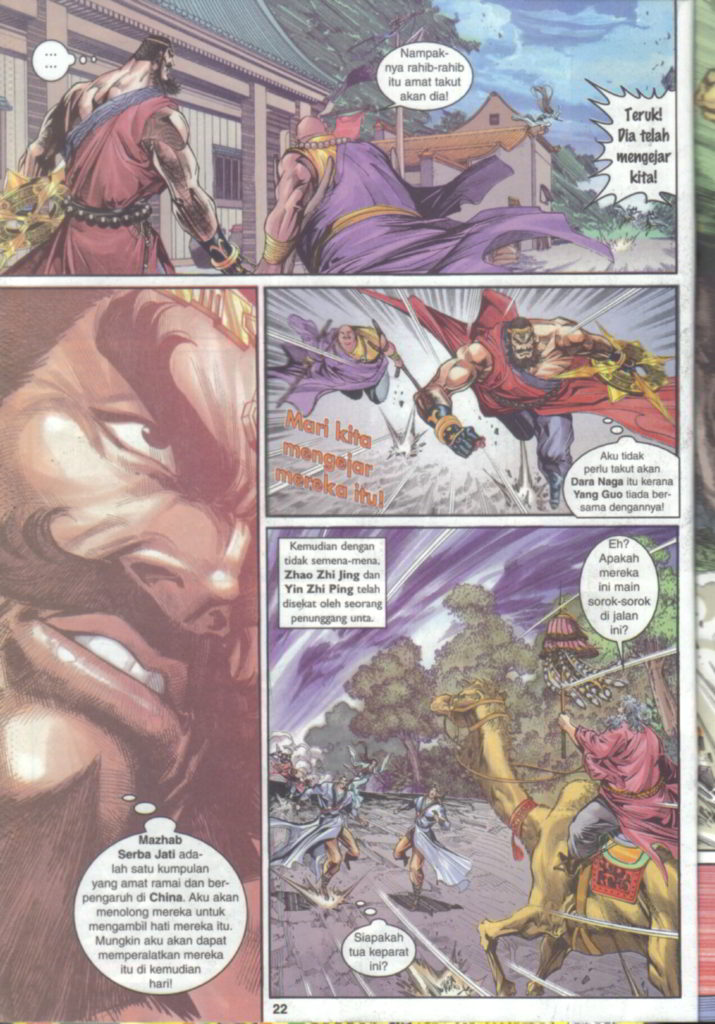 ... ...
Nampak-
nya rahib-rahib
itu amat takut
akan dia!
Teruk!
Dia telah
mengejar
kita!
Mari kita
mengejar
mereka itu!
Aku tidak
perlu takut akan
Dara Naga itu kerana
Yang Guo tiada ber-
sama dengannya!
Mazhab
Serba Jati ada-
lah satu kumpulan
yang amat ramai dan ber-
pengaruh di China. Aku akan
menolong mereka untuk
mengambil hati mereka itu.
Mungkin aku akan dapat
memperalatkan mereka
itu di kemudian
hari!
Kemudian dengan
tidak semena-mena,
Zhao Zhi Jing dan
Yin Zhi Ping telah
disekat oleh seorang
penunggang unta.
Eh?
Apakah
mereka
ini main
sorok-sorok
di jalan
ini?
Siapakah
tua keparat
ini?
22